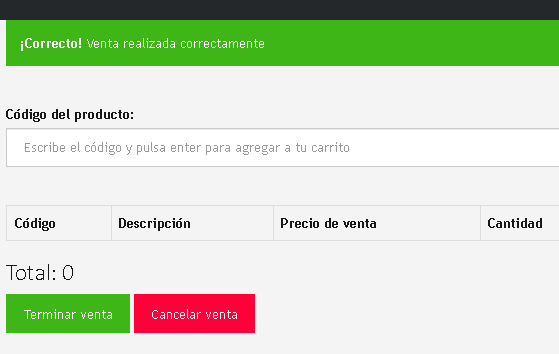 ¡Correcto! Venta realizada correctamente
Código del producto:
Escribe el código y pulsa enter para agregar a tu carrito
Código Descripción Precio de venta Cantidad
Total: 0
Terminar venta Cancelar venta